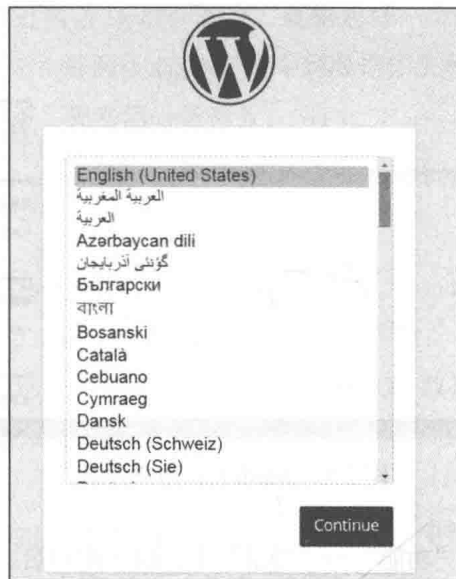 English (United States)
العربية المغربية
العربية
Azərbaycan dili
گؤنئی آذربایجان
Български
বাংলা
Bosanski
Català
Cebuano
Cymraeg
Dansk
Deutsch (Schweiz)
Deutsch (Sie)
Continue